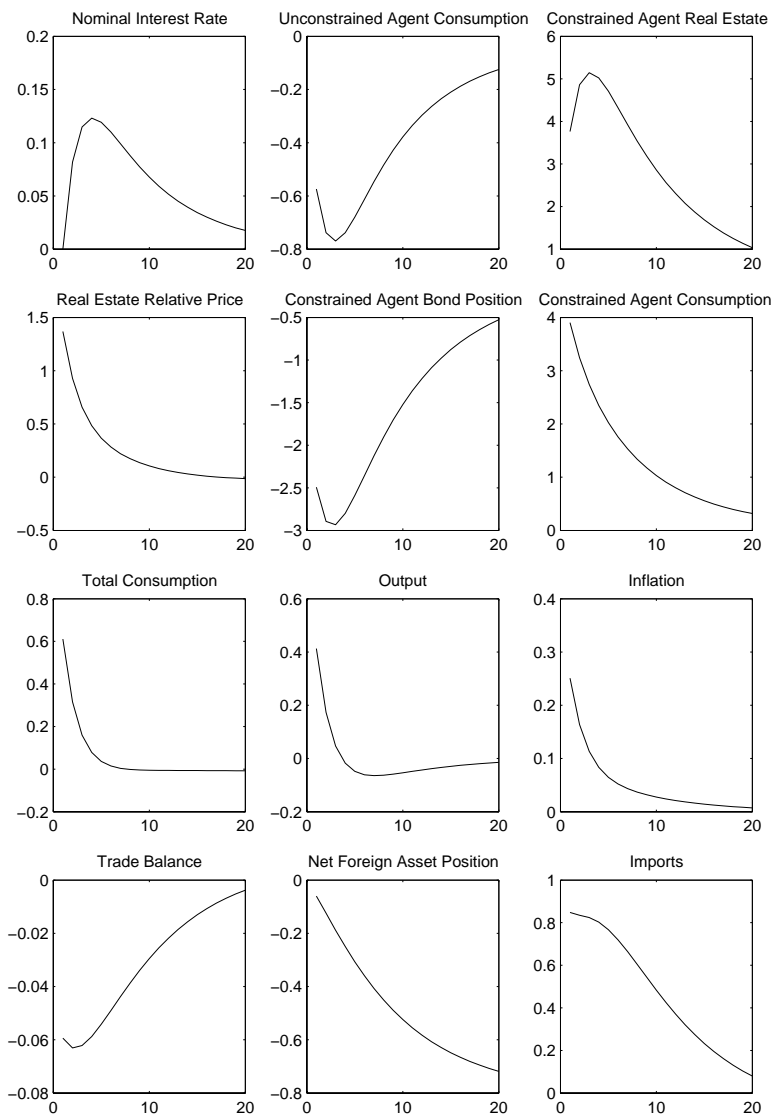 Nominal Interest Rate
0.2
0.15
0.1
0.05
0
0 10 20
Unconstrained Agent Consumption
0
−0.2
−0.4
−0.6
−0.8
0 10 20
Constrained Agent Real Estate
6
5
4
3
2
1
0 10 20
Real Estate Relative Price
1.5
1
0.5
0
−0.5
0 10 20
Constrained Agent Bond Position
−0.5
−1
−1.5
−2
−2.5
−3
0 10 20
Constrained Agent Consumption
4
3
2
1
0
0 10 20
Total Consumption
0.8
0.6
0.4
0.2
0
−0.2
0 10 20
Output
0.6
0.4
0.2
0
−0.2
0 10 20
Inflation
0.4
0.3
0.2
0.1
0
0 10 20
Trade Balance
0
−0.02
−0.04
−0.06
−0.08
0 10 20
Net Foreign Asset Position
0
−0.2
−0.4
−0.6
−0.8
0 10 20
Imports
1
0.8
0.6
0.4
0.2
0
0 10 20